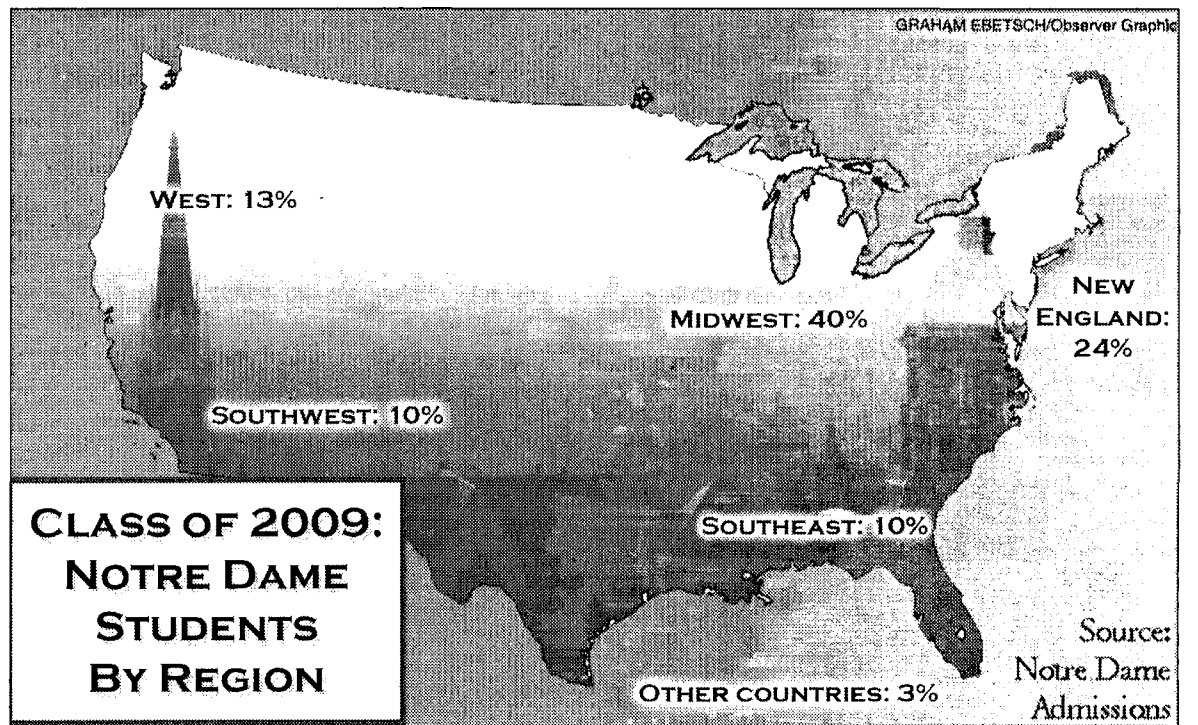 GRAHAM EBETSCH/Observer Graphic
WEST: 13%
MIDWEST: 40%
NEW
ENGLAND:
24%
SOUTHWEST: 10%
SOUTHEAST: 10%
CLASS OF 2009:
NOTRE DAME
STUDENTS
BY REGION
OTHER COUNTRIES: 3%
Source:
Notre Dame
Admissions